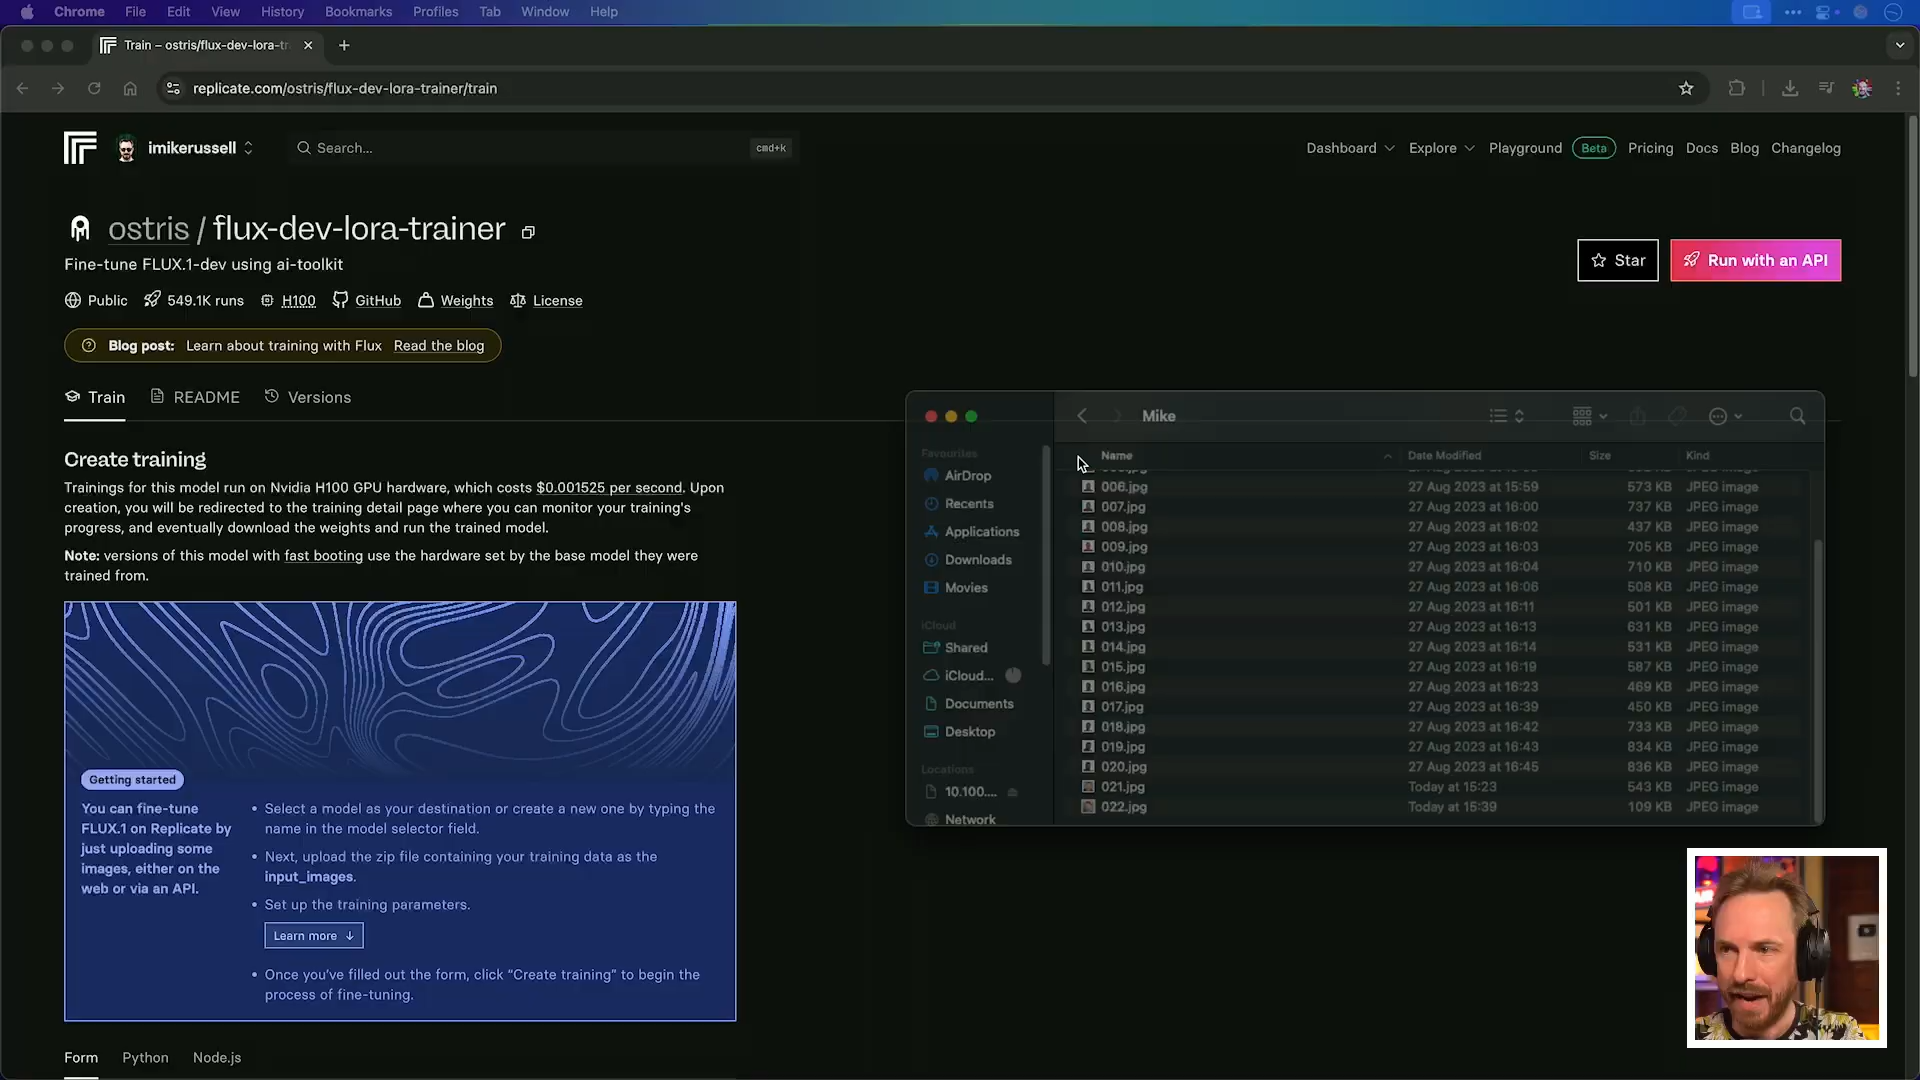 Chrome File Edit View History Bookmarks Profiles Tab Window Help
Train – ostris/flux-dev-lora-tr
replicate.com/ostris/flux-dev-lora-trainer/train
imikerussell
Search...
cmd+k
Dashboard Explore Playground Beta Pricing Docs Blog Changelog
ostris / flux-dev-lora-trainer
Fine-tune FLUX.1-dev using ai-toolkit
Star
Run with an API
Public 549.1K runs H100 GitHub Weights License
Blog post: Learn about training with Flux Read the blog
Train README Versions
Create training
Trainings for this model run on Nvidia H100 GPU hardware, which costs $0.001525 per second. Upon
creation, you will be redirected to the training detail page where you can monitor your training's
progress, and eventually download the weights and run the trained model.
Note: versions of this model with fast booting use the hardware set by the base model they were
trained from.
Getting started
You can fine-tune
FLUX.1 on Replicate by
just uploading some
images, either on the
web or via an API.
• Select a model as your destination or create a new one by typing the
name in the model selector field.
• Next, upload the zip file containing your training data as the
input_images.
• Set up the training parameters.
Learn more ↓
• Once you've filled out the form, click “Create training” to begin the
process of fine-tuning.
Form Python Node.js
Mike
Favourites
AirDrop
Recents
Applications
Downloads
Movies
iCloud
Shared
iCloud...
Documents
Desktop
Locations
10.100....
Network
Name Date Modified Size Kind
006.jpg 27 Aug 2023 at 15:59 573 KB JPEG image
007.jpg 27 Aug 2023 at 16:00 737 KB JPEG image
008.jpg 27 Aug 2023 at 16:02 437 KB JPEG image
009.jpg 27 Aug 2023 at 16:03 705 KB JPEG image
010.jpg 27 Aug 2023 at 16:04 710 KB JPEG image
011.jpg 27 Aug 2023 at 16:06 508 KB JPEG image
012.jpg 27 Aug 2023 at 16:11 501 KB JPEG image
013.jpg 27 Aug 2023 at 16:13 631 KB JPEG image
014.jpg 27 Aug 2023 at 16:14 531 KB JPEG image
015.jpg 27 Aug 2023 at 16:19 587 KB JPEG image
016.jpg 27 Aug 2023 at 16:23 469 KB JPEG image
017.jpg 27 Aug 2023 at 16:39 450 KB JPEG image
018.jpg 27 Aug 2023 at 16:42 733 KB JPEG image
019.jpg 27 Aug 2023 at 16:43 834 KB JPEG image
020.jpg 27 Aug 2023 at 16:45 836 KB JPEG image
021.jpg Today at 15:23 543 KB JPEG image
022.jpg Today at 15:39 109 KB JPEG image